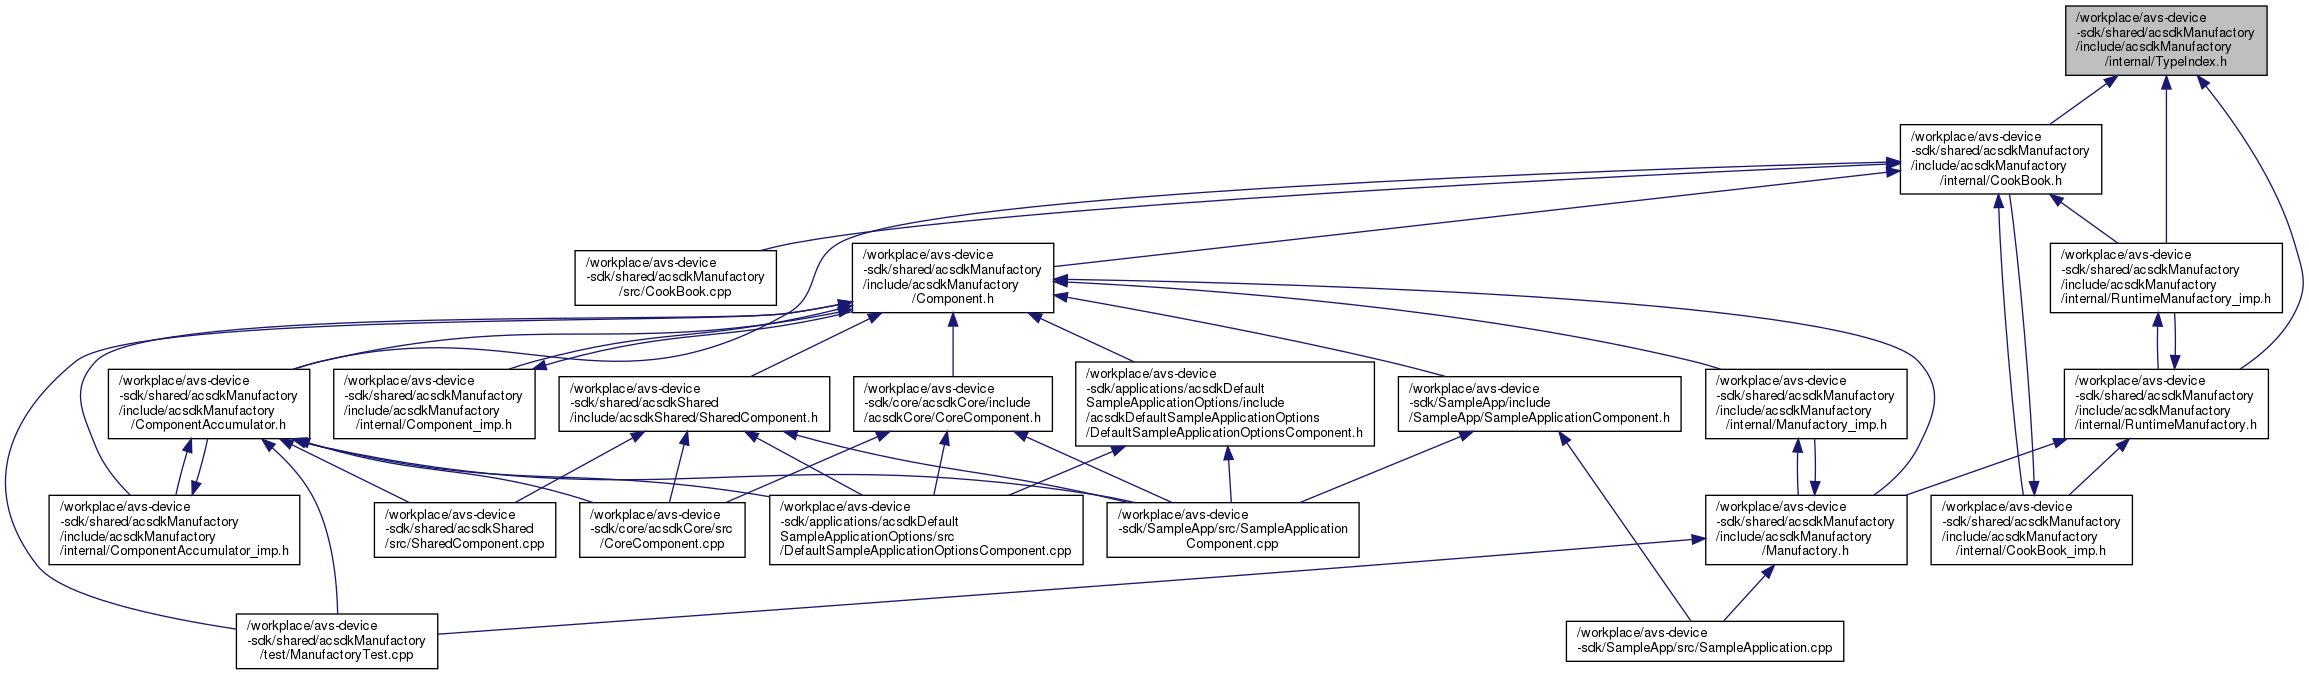 /workplace/avs-device
-sdk/shared/acsdkManufactory
/include/acsdkManufactory
/internal/TypeIndex.h
/workplace/avs-device
-sdk/shared/acsdkManufactory
/include/acsdkManufactory
/internal/CookBook.h
/workplace/avs-device
-sdk/shared/acsdkManufactory
/src/CookBook.cpp
/workplace/avs-device
-sdk/shared/acsdkManufactory
/include/acsdkManufactory
/Component.h
/workplace/avs-device
-sdk/shared/acsdkManufactory
/include/acsdkManufactory
/internal/RuntimeManufactory_imp.h
/workplace/avs-device
-sdk/shared/acsdkManufactory
/include/acsdkManufactory
/ComponentAccumulator.h
/workplace/avs-device
-sdk/shared/acsdkManufactory
/include/acsdkManufactory
/internal/Component_imp.h
/workplace/avs-device
-sdk/shared/acsdkShared
/include/acsdkShared/SharedComponent.h
/workplace/avs-device
-sdk/core/acsdkCore/include
/acsdkCore/CoreComponent.h
/workplace/avs-device
-sdk/applications/acsdkDefault
SampleApplicationOptions/include
/acsdkDefaultSampleApplicationOptions
/DefaultSampleApplicationOptionsComponent.h
/workplace/avs-device
-sdk/SampleApp/include
/SampleApp/SampleApplicationComponent.h
/workplace/avs-device
-sdk/shared/acsdkManufactory
/include/acsdkManufactory
/internal/Manufactory_imp.h
/workplace/avs-device
-sdk/shared/acsdkManufactory
/include/acsdkManufactory
/internal/RuntimeManufactory.h
/workplace/avs-device
-sdk/shared/acsdkManufactory
/include/acsdkManufactory
/internal/ComponentAccumulator_imp.h
/workplace/avs-device
-sdk/shared/acsdkShared
/src/SharedComponent.cpp
/workplace/avs-device
-sdk/core/acsdkCore/src
/CoreComponent.cpp
/workplace/avs-device
-sdk/applications/acsdkDefault
SampleApplicationOptions/src
/DefaultSampleApplicationOptionsComponent.cpp
/workplace/avs-device
-sdk/SampleApp/src/SampleApplication
Component.cpp
/workplace/avs-device
-sdk/shared/acsdkManufactory
/include/acsdkManufactory
/Manufactory.h
/workplace/avs-device
-sdk/shared/acsdkManufactory
/include/acsdkManufactory
/internal/CookBook_imp.h
/workplace/avs-device
-sdk/shared/acsdkManufactory
/test/ManufactoryTest.cpp
/workplace/avs-device
-sdk/SampleApp/src/SampleApplication.cpp